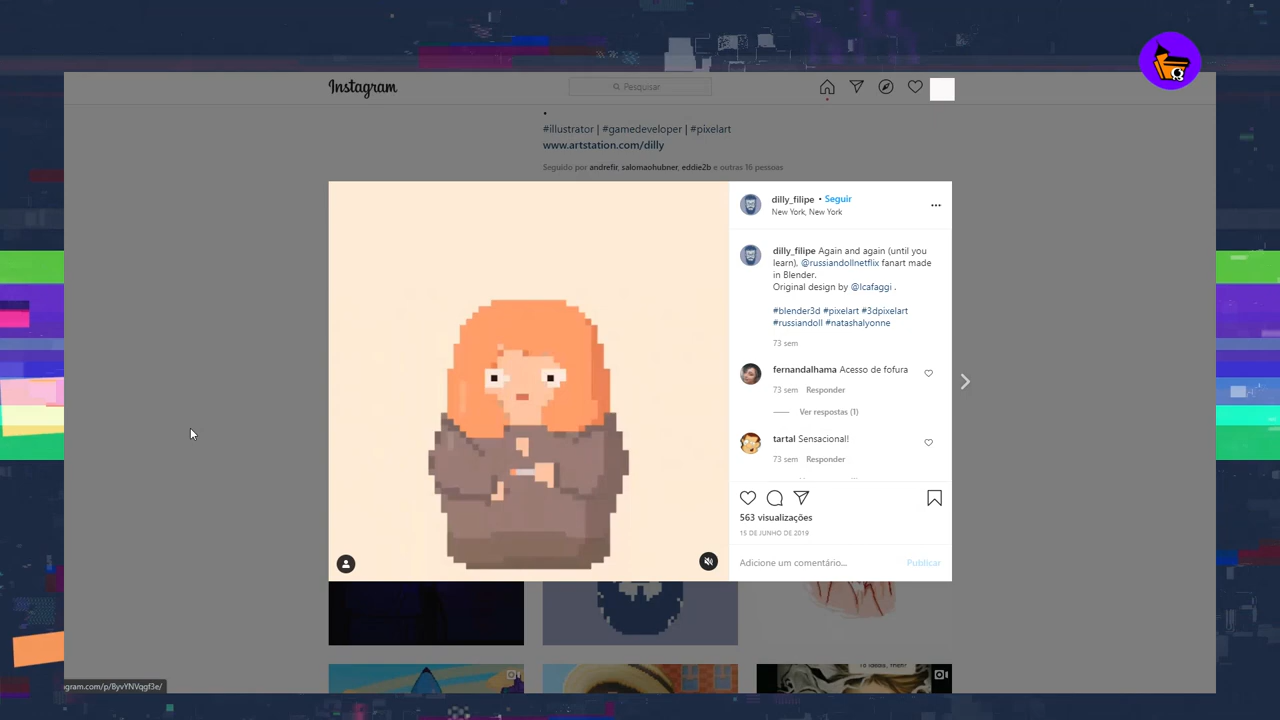 Instagram
Pesquisar
#illustrator | #gamedeveloper | #pixelart
www.artstation.com/dilly
Seguido por andrefir, salomaohubner, eddie2b e outras 16 pessoas
dilly_filipe • Seguir
New York, New York
dilly_filipe Again and again (until you
learn), @russiandollnetflix fanart made
in Blender.
Original design by @lcafaggi .
#blender3d #pixelart #3dpixelart
#russiandoll #natashalyonne
73 sem
fernandalhama Acesso de fofura
73 sem Responder
Ver respostas (1)
tartal Sensacional!
73 sem Responder
563 visualizações
15 DE JUNHO DE 2019
Adicione um comentário... Publicar
agram.com/p/ByvYNVqgf3e/